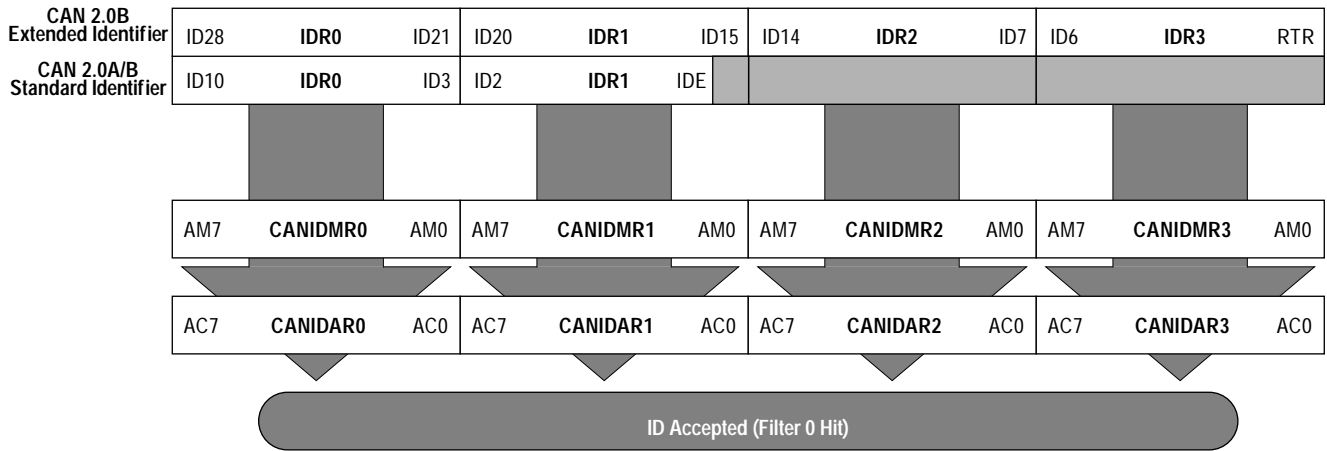 CAN 2.0B
Extended Identifier
ID28 IDR0 ID21 ID20 IDR1 ID15 ID14 IDR2 ID7 ID6 IDR3 RTR
CAN 2.0A/B
Standard Identifier
ID10 IDR0 ID3 ID2 IDR1 IDE
AM7 CANIDMR0 AM0 AM7 CANIDMR1 AM0 AM7 CANIDMR2 AM0 AM7 CANIDMR3 AM0
AC7 CANIDAR0 AC0 AC7 CANIDAR1 AC0 AC7 CANIDAR2 AC0 AC7 CANIDAR3 AC0
ID Accepted (Filter 0 Hit)